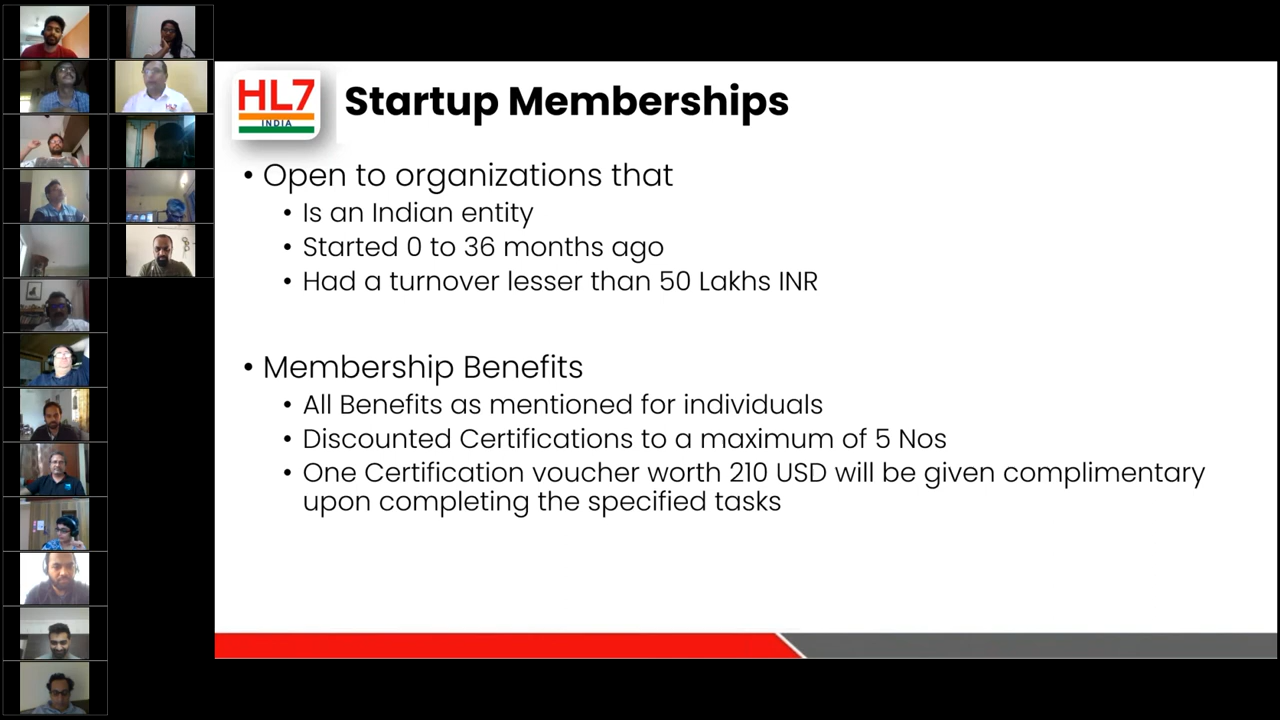 HL7
INDIA
Startup Memberships
• Open to organizations that
• Is an Indian entity
• Started 0 to 36 months ago
• Had a turnover lesser than 50 Lakhs INR
• Membership Benefits
• All Benefits as mentioned for individuals
• Discounted Certifications to a maximum of 5 Nos
• One Certification voucher worth 210 USD will be given complimentary
upon completing the specified tasks